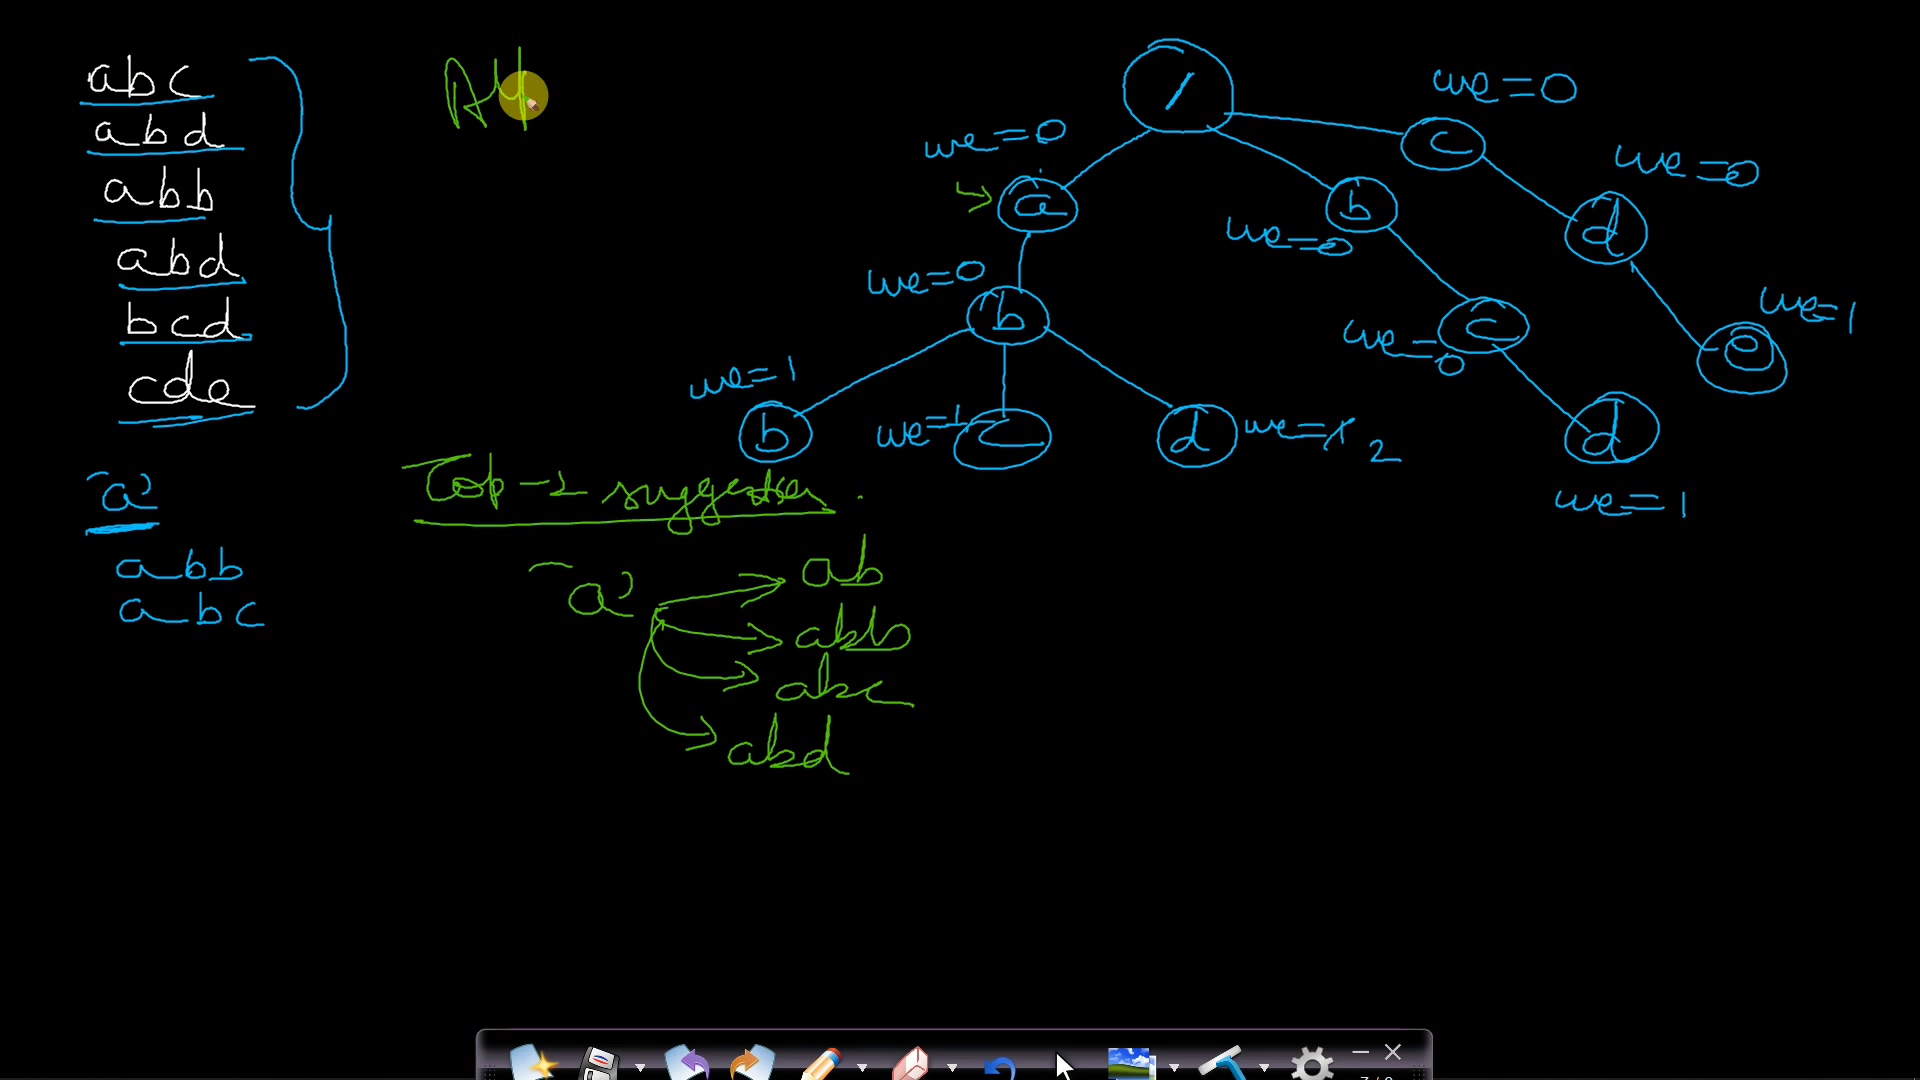 abc
abd
abb
abd
bcd
cde
"a"
abb
abc
/
we=0
c
we=0
a
b
we=0
we=0
d
we=0
b
we=0
c
we=1
e
we=1
b
we=1
c
d
we=1 2
d
we=1
Top-2 suggestion.
"a"
ab
abb
abc
abd